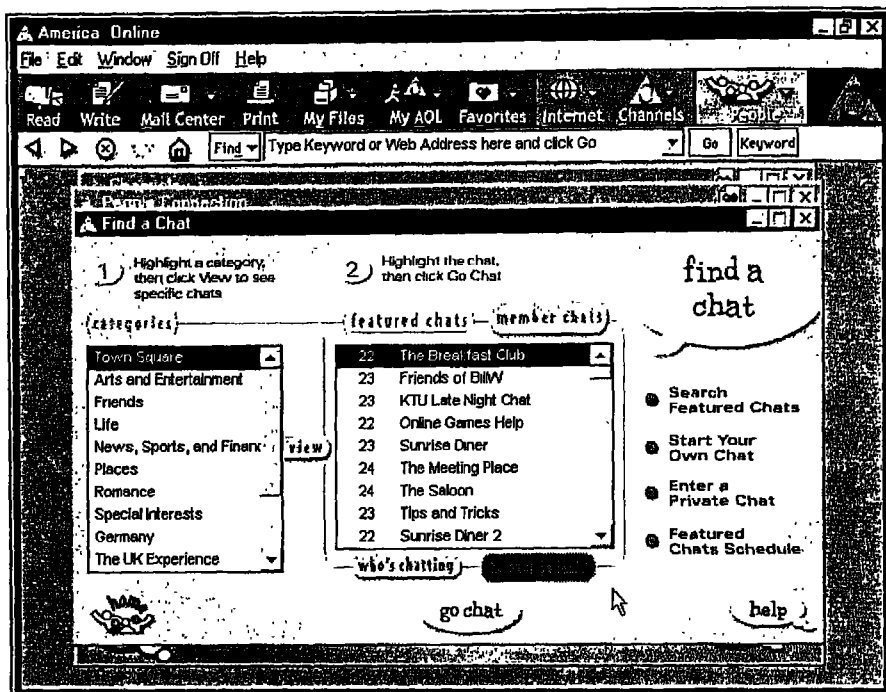 America Online
File Edit Window Sign Off Help
Read Write Mail Center Print My Files My AOL Favorites Internet Channels People
Find Type Keyword or Web Address here and click Go Go Keyword
Find a Chat
1 Highlight a category,
then click View to see
specific chats
2 Highlight the chat,
then click Go Chat
find a
chat
categories
featured chats
member chats
Town Square
Arts and Entertainment
Friends
Life
News, Sports, and Financ
Places
Romance
Special Interests
Germany
The UK Experience
view
22 The Breakfast Club
23 Friends of BillW
23 KTU Late Night Chat
22 Online Games Help
23 Sunrise Diner
24 The Meeting Place
24 The Saloon
23 Tips and Tricks
22 Sunrise Diner 2
Search
Featured Chats
Start Your
Own Chat
Enter a
Private Chat
Featured
Chats Schedule
who's chatting
home
go chat
help